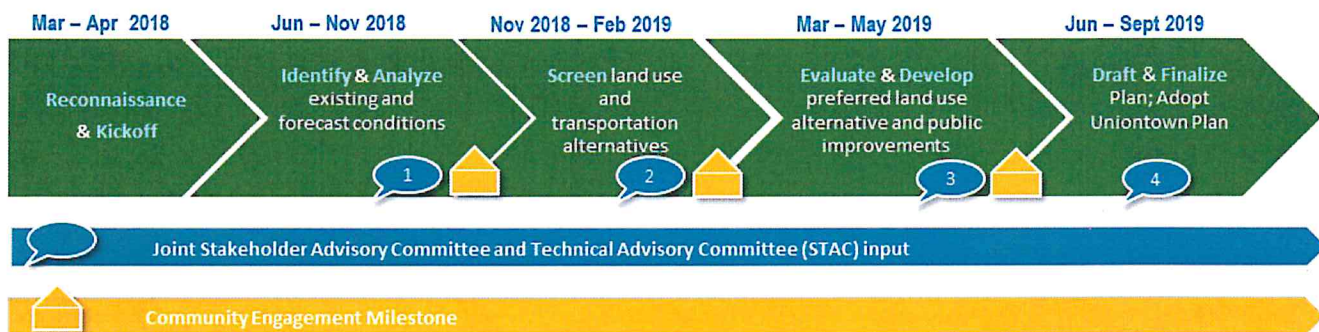 Mar – Apr 2018
Jun – Nov 2018
Nov 2018 – Feb 2019
Mar – May 2019
Jun – Sept 2019
Reconnaissance
& Kickoff
Identify & Analyze
existing and
forecast conditions
1
Screen land use
and
transportation
alternatives
2
Evaluate & Develop
preferred land use
alternative and public
improvements
3
Draft & Finalize
Plan; Adopt
Uniontown Plan
4
Joint Stakeholder Advisory Committee and Technical Advisory Committee (STAC) input
Community Engagement Milestone